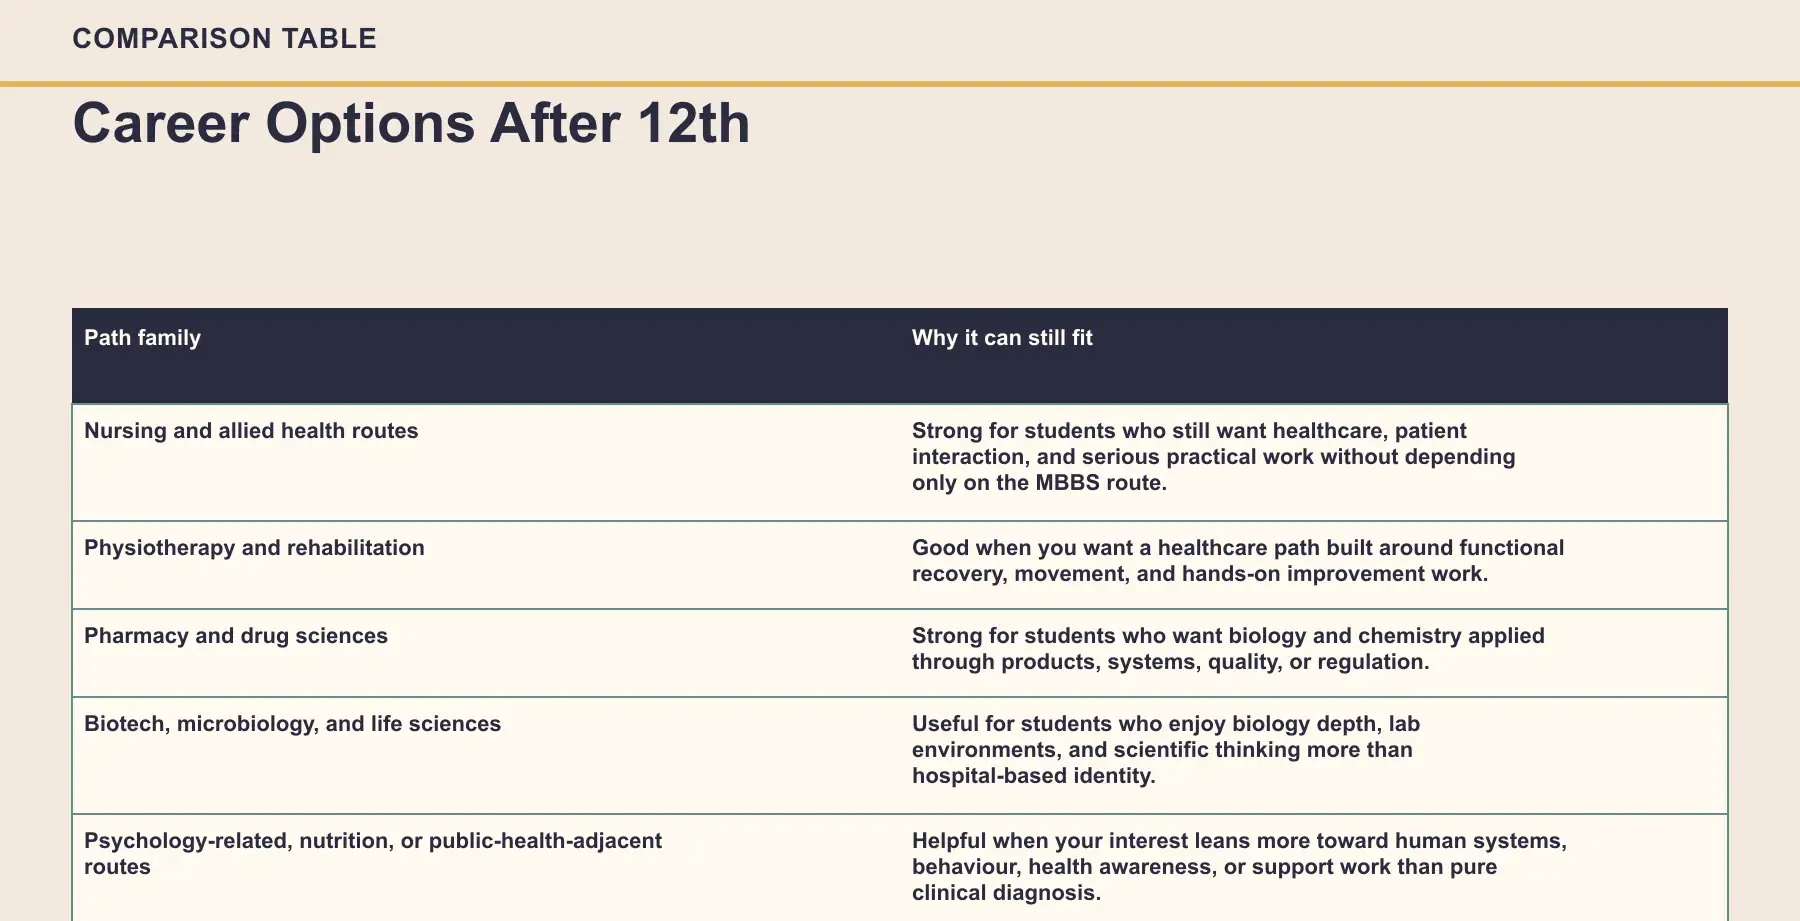 COMPARISON TABLE
Career Options After 12th
Path family
Why it can still fit
Nursing and allied health routes
Strong for students who still want healthcare, patient
interaction, and serious practical work without depending
only on the MBBS route.
Physiotherapy and rehabilitation
Good when you want a healthcare path built around functional
recovery, movement, and hands-on improvement work.
Pharmacy and drug sciences
Strong for students who want biology and chemistry applied
through products, systems, quality, or regulation.
Biotech, microbiology, and life sciences
Useful for students who enjoy biology depth, lab
environments, and scientific thinking more than
hospital-based identity.
Psychology-related, nutrition, or public-health-adjacent
routes
Helpful when your interest leans more toward human systems,
behaviour, health awareness, or support work than pure
clinical diagnosis.